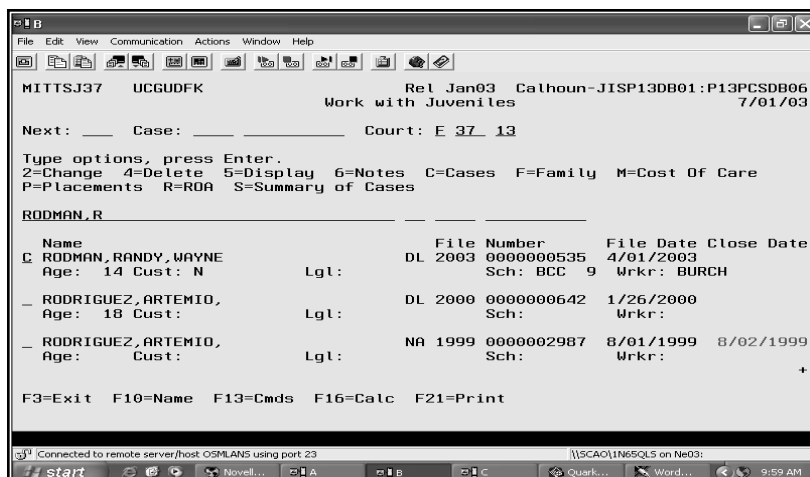 B
File Edit View Communication Actions Window Help
MITTSJ37 UCGUDFK Rel Jan03 Calhoun-JISP13DB01:P13PCSDB06
Work with Juveniles 7/01/03
Next: ___ Case: ____ __________ Court: F 37_ 13
Type options, press Enter.
2=Change 4=Delete 5=Display 6=Notes C=Cases F=Family M=Cost Of Care
P=Placements R=ROA S=Summary of Cases
RODMAN,R
Name File Number File Date Close Date
C RODMAN,RANDY,WAYNE DL 2003 0000000535 4/01/2003
Age: 14 Cust: N Lgl: Sch: BCC 9 Wrkr: BURCH
_ RODRIGUEZ,ARTEMIO, DL 2000 0000000642 1/26/2000
Age: 18 Cust: Lgl: Sch: Wrkr:
_ RODRIGUEZ,ARTEMIO, NA 1999 0000002987 8/01/1999 8/02/1999
Age: Cust: Lgl: Sch: Wrkr:
+
F3=Exit F10=Name F13=Cmds F16=Calc F21=Print
Connected to remote server/host OSMLANS using port 23 \\SCAO\1N65QLS on Ne03:
start Novell... A B C Quark... Word... 9:59 AM